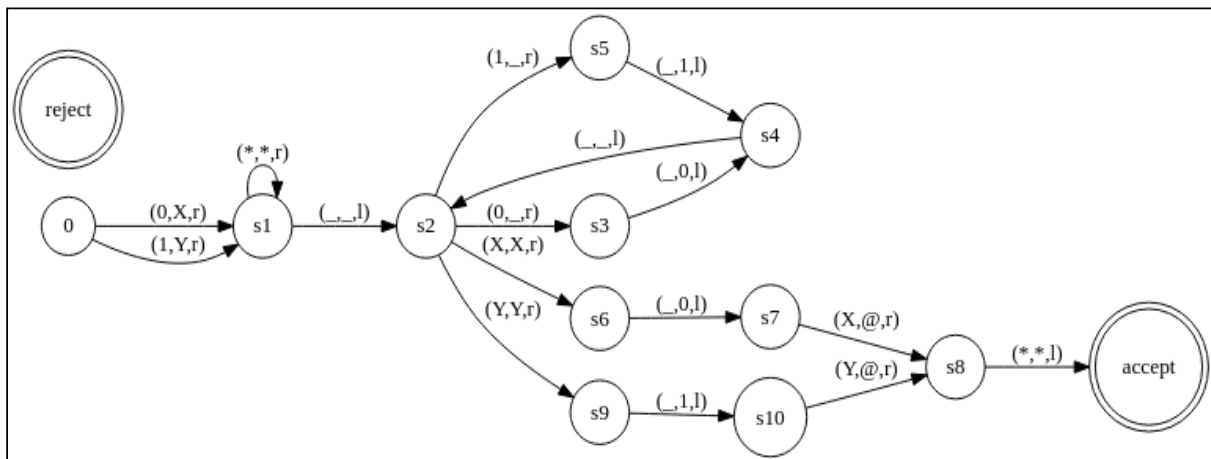 s5
(1,_,r)
(_,1,l)
reject
s4
(_,_,l)
(*,*,r)
(_,0,l)
0
(0,X,r)
(1,Y,r)
s1
(_,_,l)
s2
(0,_,r)
(X,X,r)
s3
(Y,Y,r)
s6
(_,0,l)
s7
(X,@,r)
(Y,@,r)
s8
(*,*,l)
accept
s9
(_,1,l)
s10